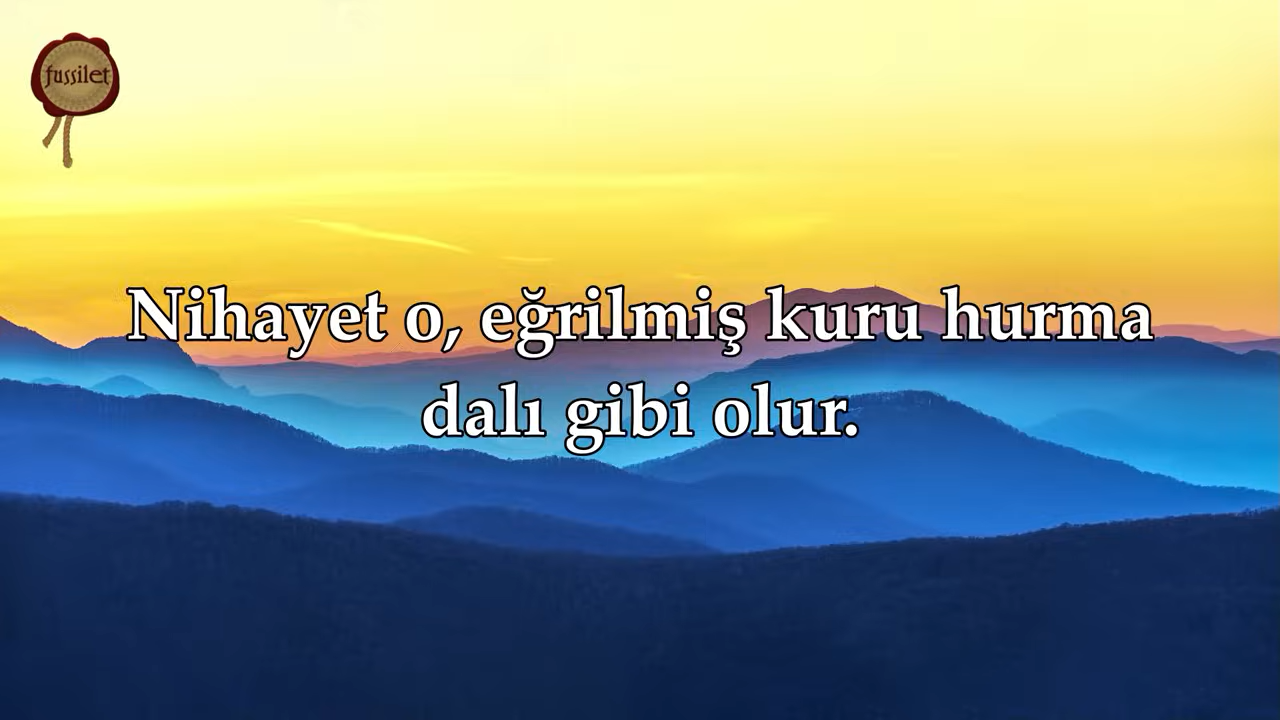 fussilet
Nihayet o, eğrilmiş kuru hurma
dalı gibi olur.